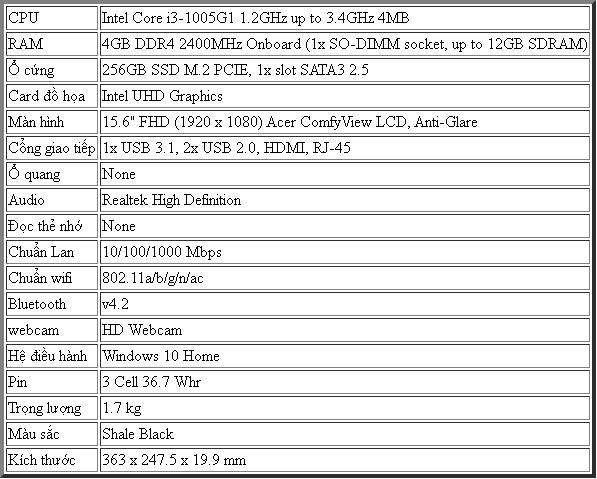 CPU Intel Core i3-1005G1 1.2GHz up to 3.4GHz 4MB
RAM 4GB DDR4 2400MHz Onboard (1x SO-DIMM socket, up to 12GB SDRAM)
Ổ cứng 256GB SSD M.2 PCIE, 1x slot SATA3 2.5
Card đồ họa Intel UHD Graphics
Màn hình 15.6" FHD (1920 x 1080) Acer ComfyView LCD, Anti-Glare
Cổng giao tiếp 1x USB 3.1, 2x USB 2.0, HDMI, RJ-45
Ổ quang None
Audio Realtek High Definition
Đọc thẻ nhớ None
Chuẩn Lan 10/100/1000 Mbps
Chuẩn wifi 802.11a/b/g/n/ac
Bluetooth v4.2
webcam HD Webcam
Hệ điều hành Windows 10 Home
Pin 3 Cell 36.7 Whr
Trọng lượng 1.7 kg
Màu sắc Shale Black
Kích thước 363 x 247.5 x 19.9 mm